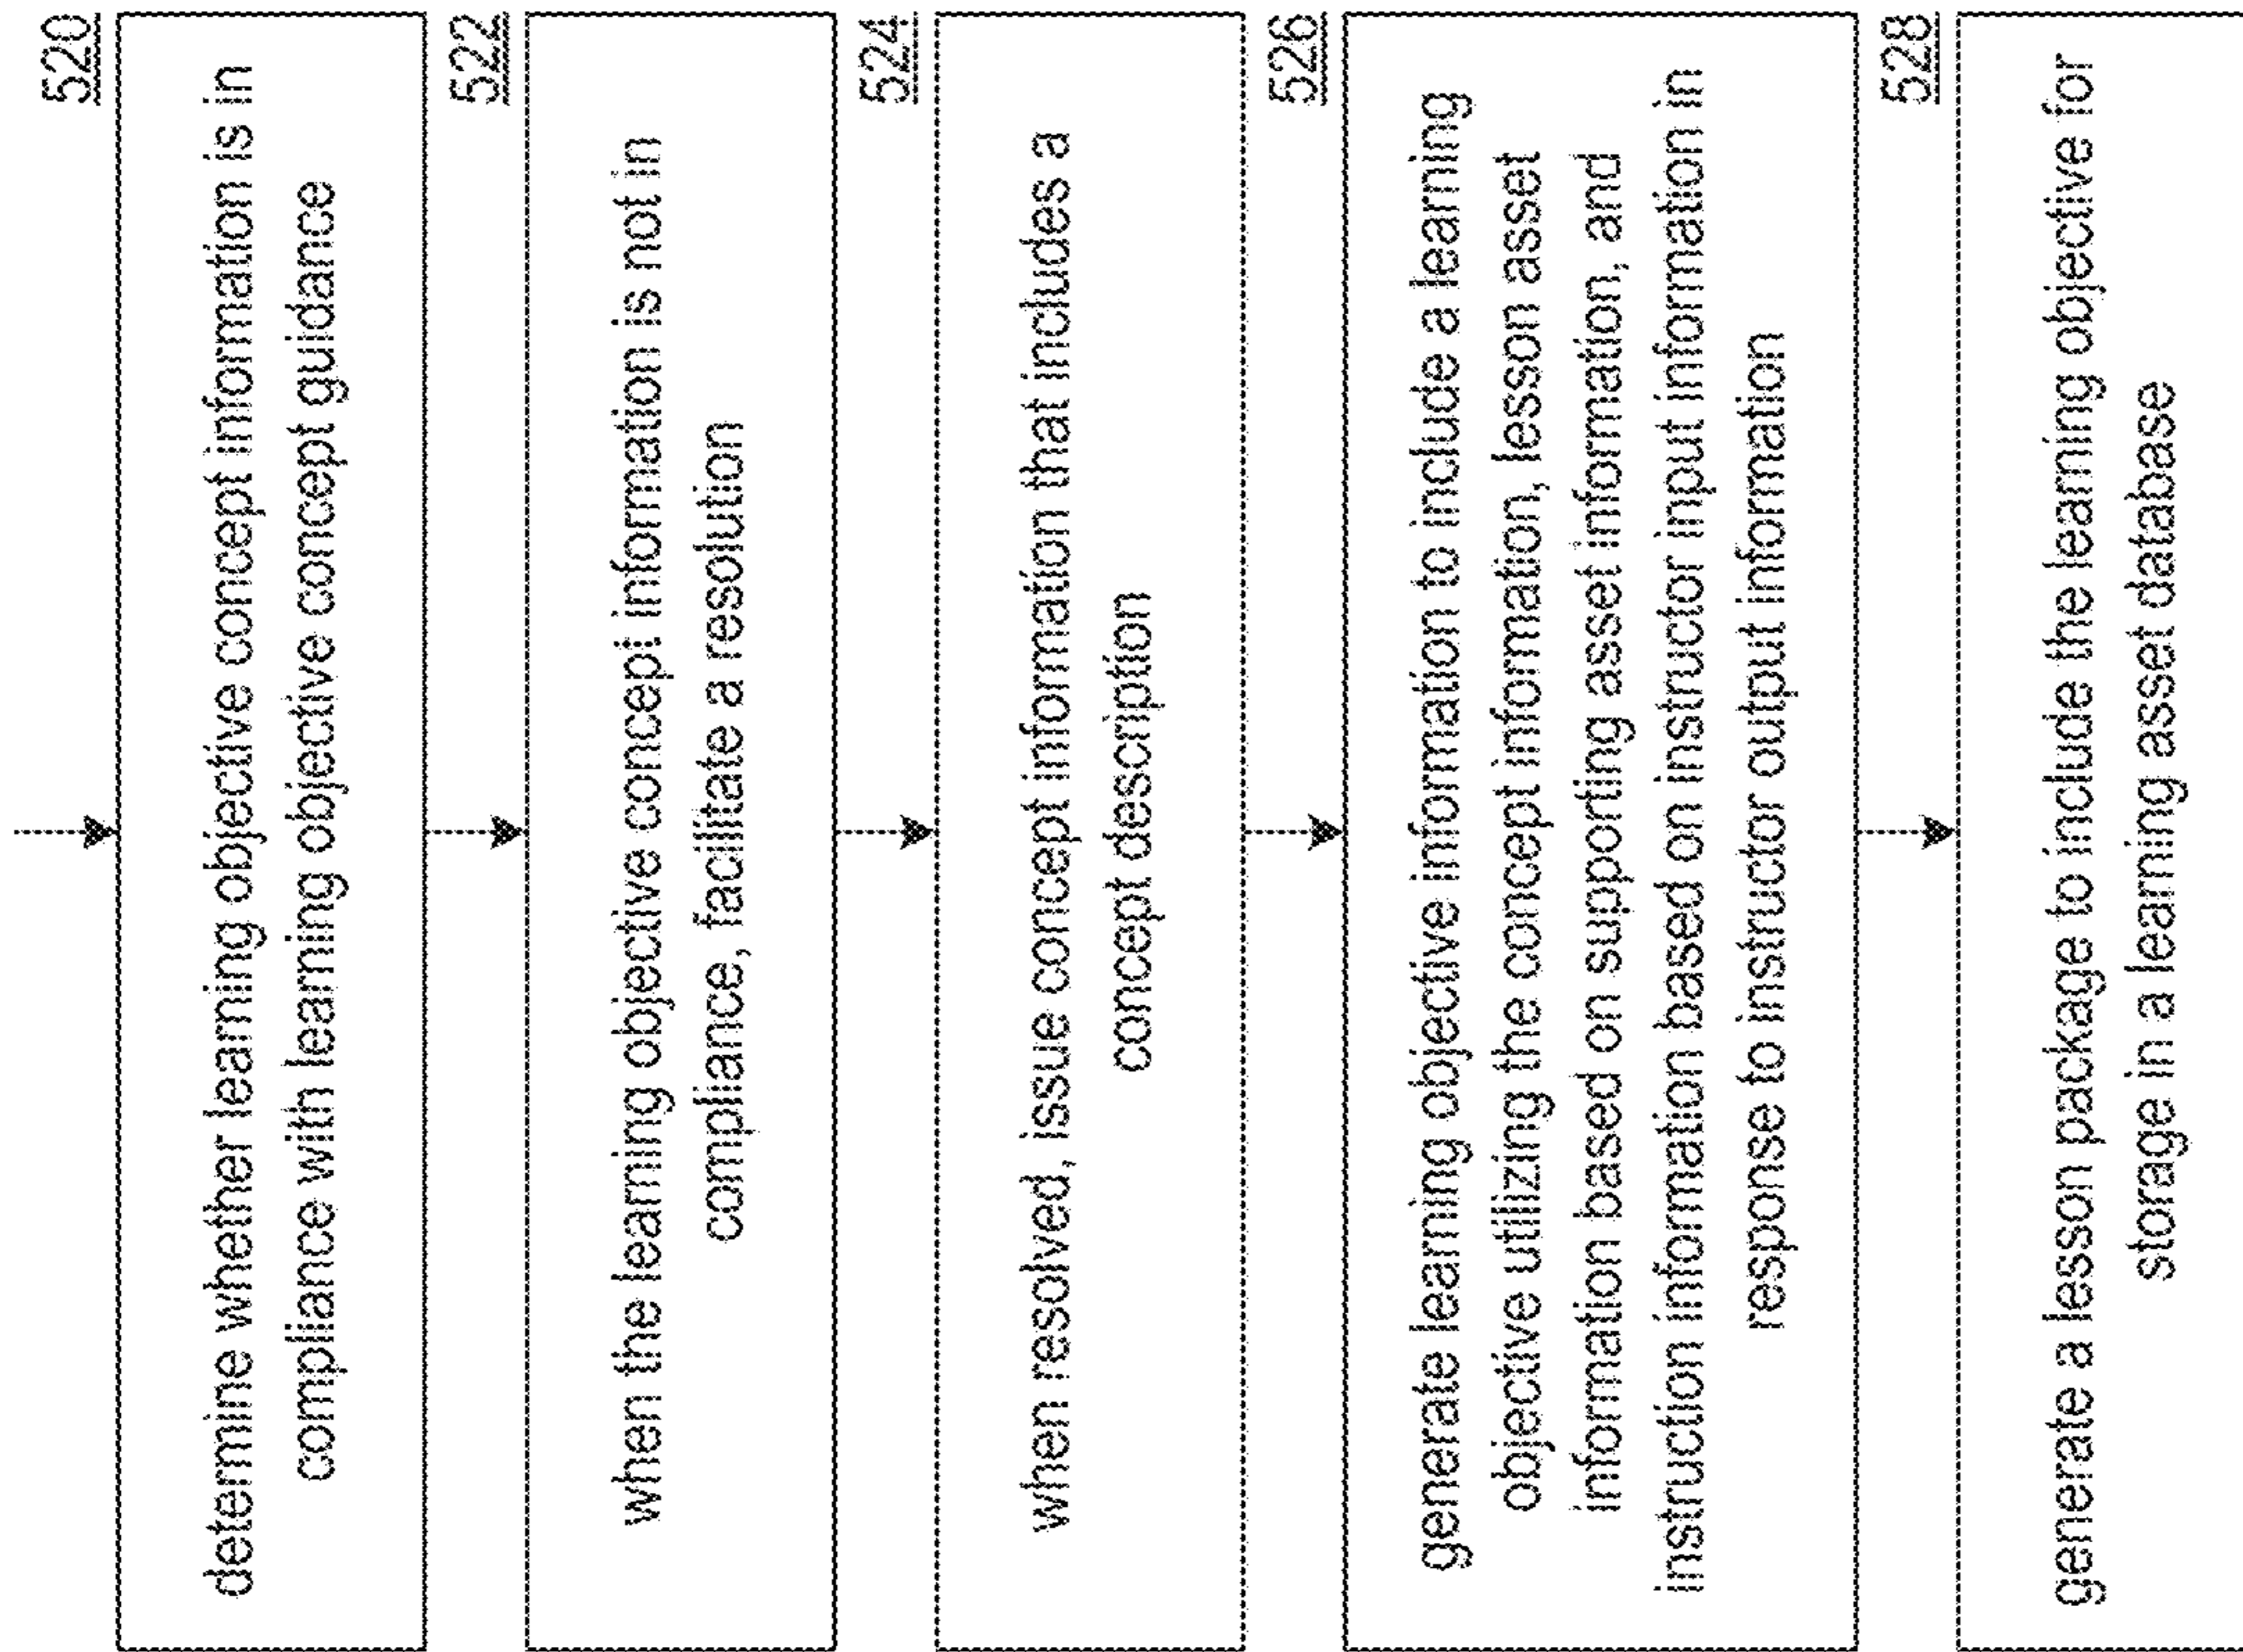 520
determine whether learning objective concept information is in
compliance with learning objective concept guidance
522
when the learning objective concept information is not in
compliance, facilitate a resolution
524
when resolved, issue concept information that includes a
concept description
526
generate learning objective information to include a learning
objective utilizing the concept information, lesson asset
information based on supporting asset information, and
instruction information based on instructor input information in
response to instructor output information
528
generate a lesson package to include the learning objective for
storage in a learning asset database